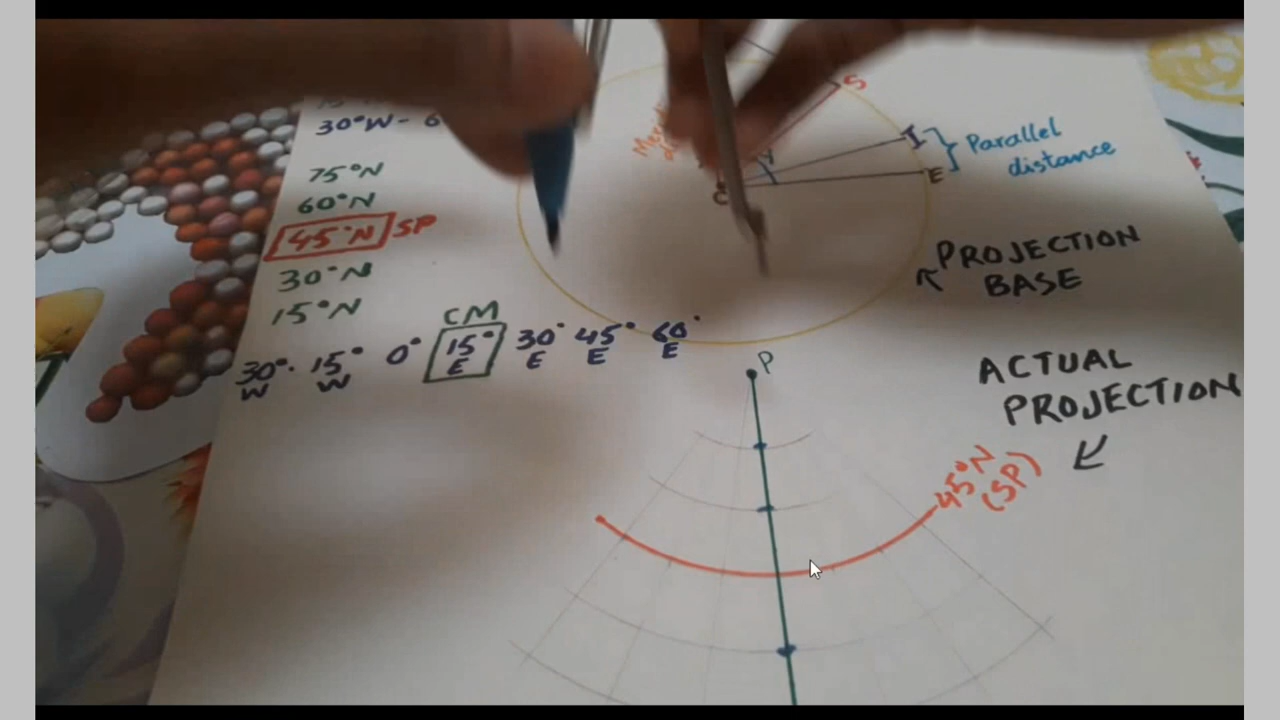 30°W - 6
75°N
60°N
45°N SP
30°N
15°N
CM
30° 15° 0° 15° 30° 45° 60°
W W E E E E
S
I
E
C
Parallel
distance
PROJECTION
BASE
P
ACTUAL
PROJECTION
45°N
(SP)